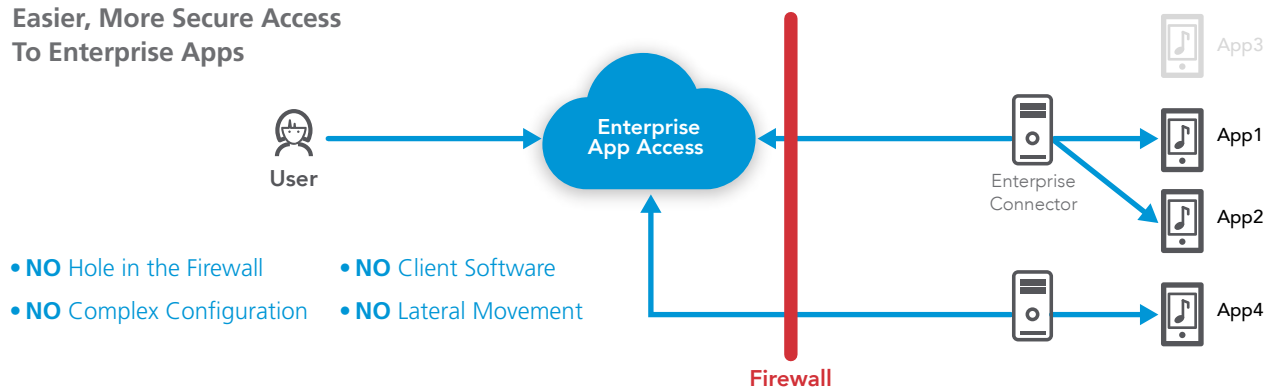 Easier, More Secure Access
To Enterprise Apps
App3
Enterprise
App Access
App1
User
Enterprise
Connector
App2
• NO Hole in the Firewall
• NO Client Software
• NO Complex Configuration
• NO Lateral Movement
App4
Firewall